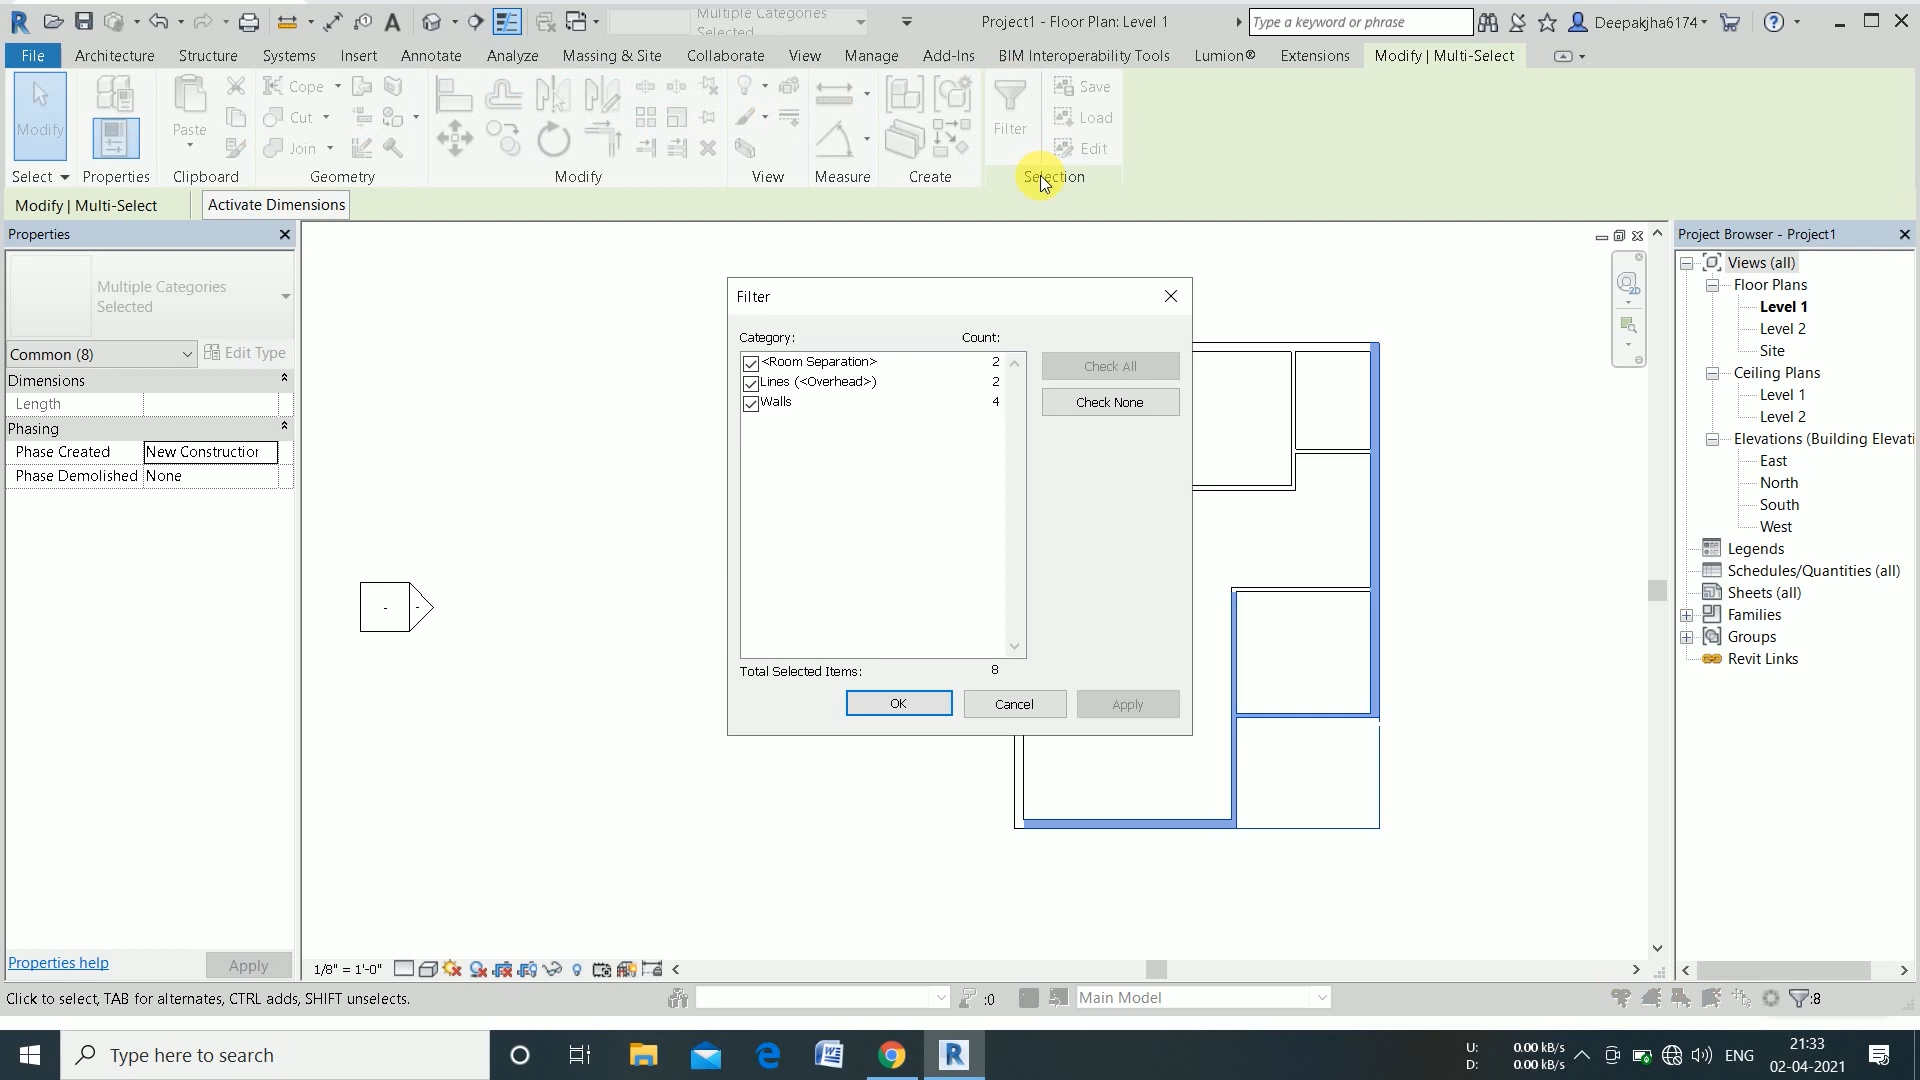 Multiple Categories
Selected
Project1 - Floor Plan: Level 1
Type a keyword or phrase
Deepakjha6174
File Architecture Structure Systems Insert Annotate Analyze Massing & Site Collaborate View Manage Add-Ins BIM Interoperability Tools Lumion® Extensions Modify | Multi-Select
Modify
Paste
Cope
Cut
Join
Filter
Save
Load
Edit
Select Properties Clipboard Geometry Modify View Measure Create Selection
Modify | Multi-Select Activate Dimensions
Properties
Multiple Categories
Selected
Common (8) Edit Type
Dimensions
Length
Phasing
Phase Created New Construction
Phase Demolished None
Properties help Apply
Filter
Category: Count:
<Room Separation> 2
Lines (<Overhead>) 2
Walls 4
Check All
Check None
Total Selected Items: 8
OK Cancel Apply
2D
Project Browser - Project1
Views (all)
Floor Plans
Level 1
Level 2
Site
Ceiling Plans
Level 1
Level 2
Elevations (Building Elevati
East
North
South
West
Legends
Schedules/Quantities (all)
Sheets (all)
Families
Groups
Revit Links
1/8" = 1'-0"
Click to select, TAB for alternates, CTRL adds, SHIFT unselects.
:0
Main Model
:8
Type here to search
U: 0.00 kB/s
D: 0.00 kB/s
ENG
21:33
02-04-2021